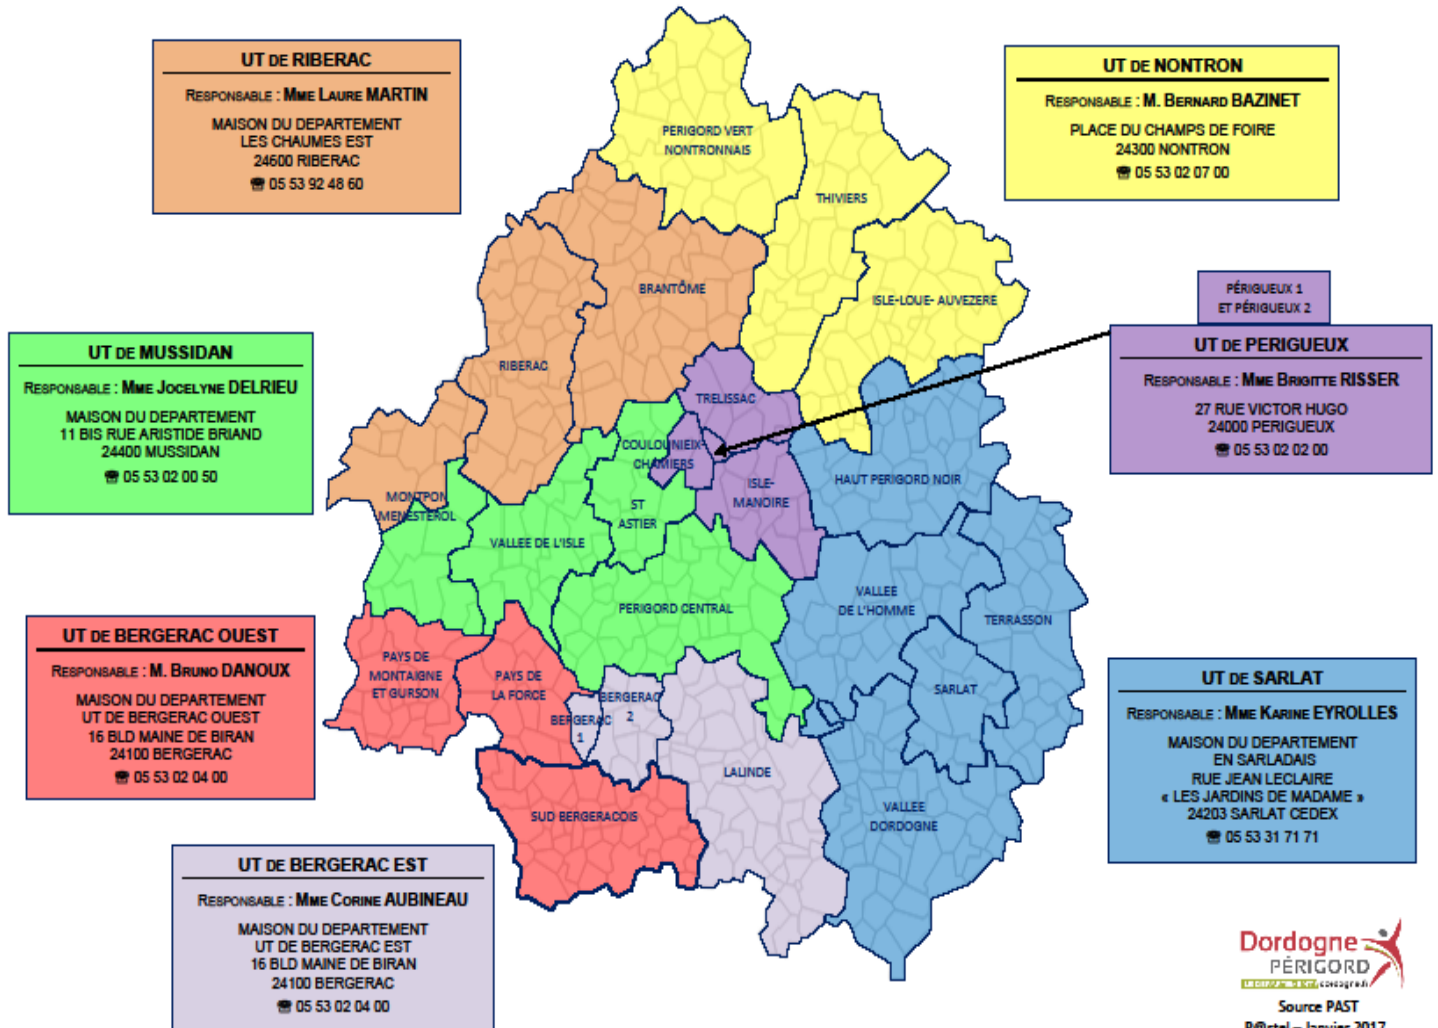 UT DE RIBERAC
RESPONSABLE : MME LAURE MARTIN
MAISON DU DEPARTEMENT
LES CHAUMES EST
24600 RIBERAC
☎ 05 53 92 48 60
UT DE NONTRON
RESPONSABLE : M. BERNARD BAZINET
PLACE DU CHAMPS DE FOIRE
24300 NONTRON
☎ 05 53 02 07 00
PÉRIGUEUX 1
ET PÉRIGUEUX 2
UT DE PERIGUEUX
RESPONSABLE : MME BRIGITTE RISSER
27 RUE VICTOR HUGO
24000 PERIGUEUX
☎ 05 53 02 02 00
UT DE MUSSIDAN
RESPONSABLE : MME JOCELYNE DELRIEU
MAISON DU DEPARTEMENT
11 BIS RUE ARISTIDE BRIAND
24400 MUSSIDAN
☎ 05 53 02 00 50
UT DE BERGERAC OUEST
RESPONSABLE : M. BRUNO DANOUX
MAISON DU DEPARTEMENT
UT DE BERGERAC OUEST
16 BLD MAINE DE BIRAN
24100 BERGERAC
☎ 05 53 02 04 00
UT DE SARLAT
RESPONSABLE : MME KARINE EYROLLES
MAISON DU DEPARTEMENT
EN SARLADAIS
RUE JEAN LECLAIRE
« LES JARDINS DE MADAME »
24203 SARLAT CEDEX
☎ 05 53 31 71 71
UT DE BERGERAC EST
RESPONSABLE : MME CORINE AUBINEAU
MAISON DU DEPARTEMENT
UT DE BERGERAC EST
16 BLD MAINE DE BIRAN
24100 BERGERAC
☎ 05 53 02 04 00
PERIGORD VERT
NONTRONNAIS
THIVIERS
BRANTÔME
ISLE-LOUE- AUVEZERE
RIBERAC
TRELISSAC
COULOUNIEIX-
CHAMIERS
ISLE-
MANOIRE
HAUT PERIGORD NOIR
MONTPON
MENESTEROL
ST
ASTIER
VALLEE DE L'ISLE
PERIGORD CENTRAL
VALLEE
DE L'HOMME
TERRASSON
PAYS DE
MONTAIGNE
ET GURSON
PAYS DE
LA FORCE
BERGERAC
1
BERGERAC
2
SARLAT
LALINDE
SUD BERGERACOIS
VALLEE
DORDOGNE
Dordogne
PÉRIGORD
LE DÉPARTEMENT dordogne.fr
Source PAST
P@stel – Janvier 2017